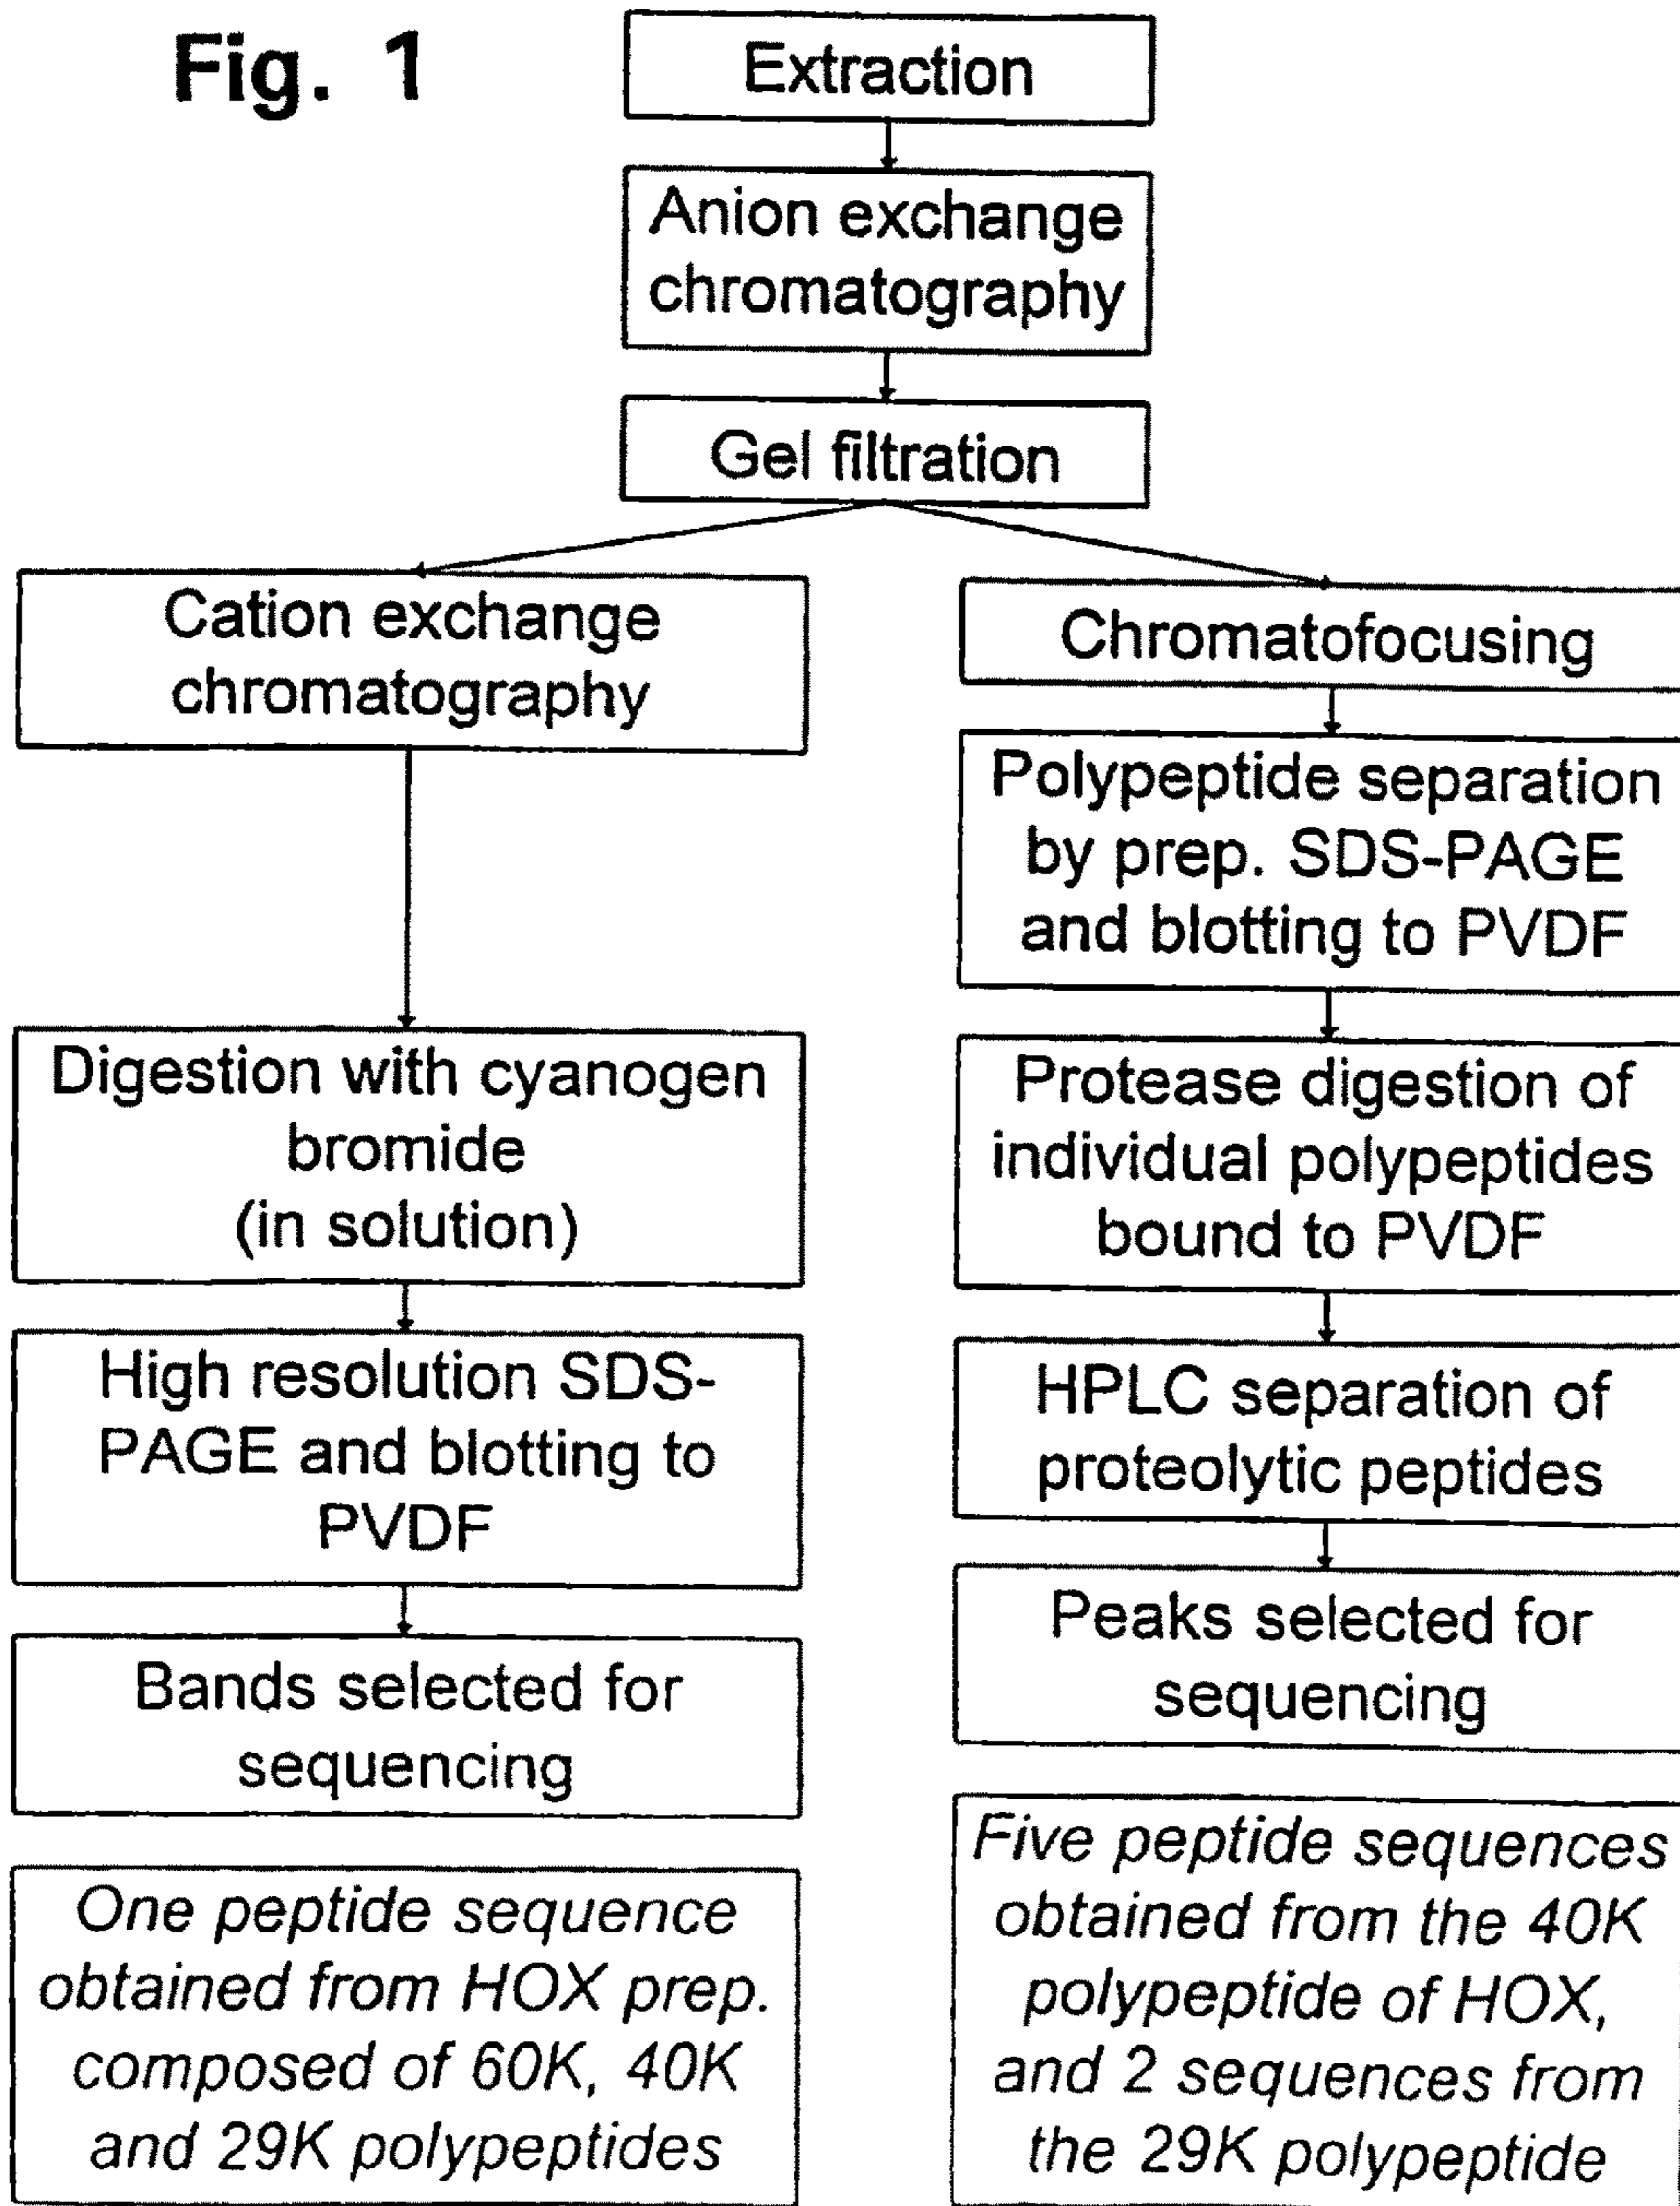 Fig. 1
Extraction
Anion exchange
chromatography
Gel filtration
Cation exchange
chromatography
Digestion with cyanogen
bromide
(in solution)
High resolution SDS-
PAGE and blotting to
PVDF
Bands selected for
sequencing
One peptide sequence
obtained from HOX prep.
composed of 60K, 40K
and 29K polypeptides
Chromatofocusing
Polypeptide separation
by prep. SDS-PAGE
and blotting to PVDF
Protease digestion of
individual polypeptides
bound to PVDF
HPLC separation of
proteolytic peptides
Peaks selected for
sequencing
Five peptide sequences
obtained from the 40K
polypeptide of HOX,
and 2 sequences from
the 29K polypeptide